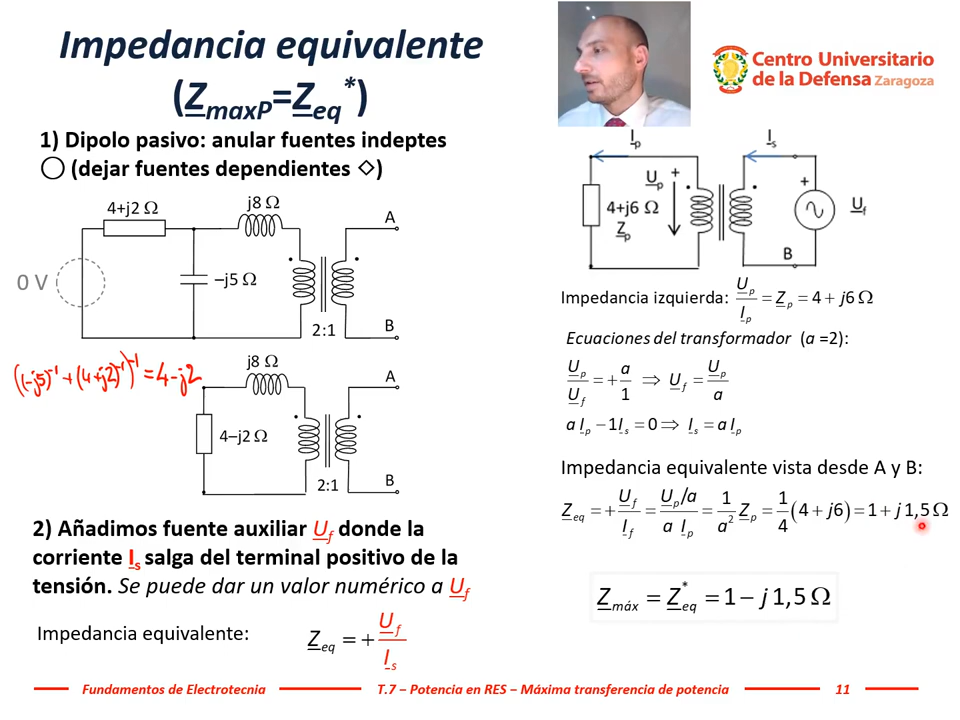 Impedancia equivalente
(Z_maxP=Z_eq*)
Centro Universitario
de la Defensa Zaragoza
1) Dipolo pasivo: anular fuentes indeptes
◯ (dejar fuentes dependientes ◇)
4+j2 Ω
j8 Ω
A
0 V
–j5 Ω
2:1
B
((-j5)⁻¹ + (4+j2)⁻¹)⁻¹ = 4-j2
j8 Ω
A
4–j2 Ω
2:1
B
2) Añadimos fuente auxiliar U_f donde la
corriente I_s salga del terminal positivo de la
tensión. Se puede dar un valor numérico a U_f
Impedancia equivalente: Z_eq = + U_f / I_s
I_p
I_s
U_p
+
+
4+j6 Ω
Z_p
U_f
B
Impedancia izquierda: U_p / I_p = Z_p = 4 + j6 Ω
Ecuaciones del transformador (a =2):
U_p / U_f = + a / 1 ⇒ U_f = U_p / a
a I_p − 1 I_s = 0 ⇒ I_s = a I_p
Impedancia equivalente vista desde A y B:
Z_eq = + U_f / I_f = (U_p/a) / (a I_p) = 1 / a² Z_p = 1 / 4 (4 + j6) = 1 + j 1,5 Ω
Z_máx = Z_eq* = 1 − j 1,5 Ω
Fundamentos de Electrotecnia
T.7 – Potencia en RES – Máxima transferencia de potencia
11